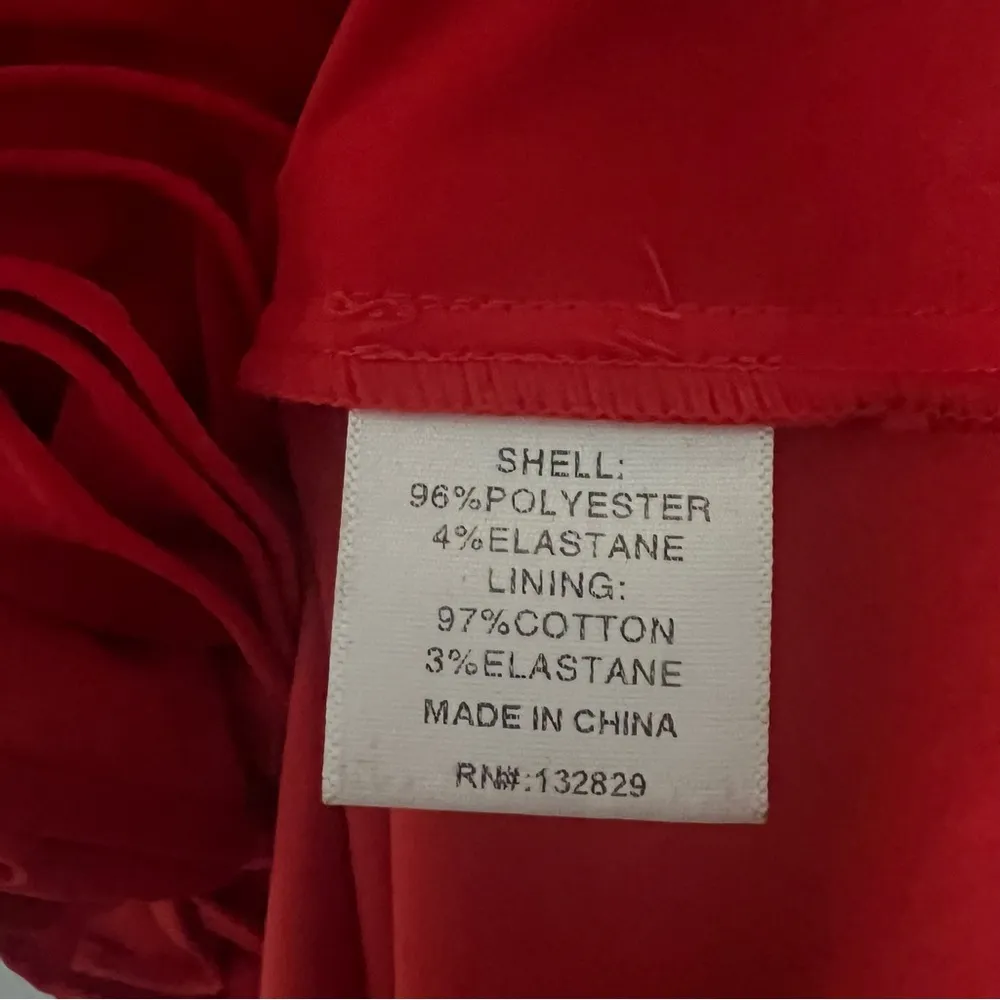 SHELL:
96%POLYESTER
4%ELASTANE
LINING:
97%COTTON
3%ELASTANE
MADE IN CHINA
RN#:132829